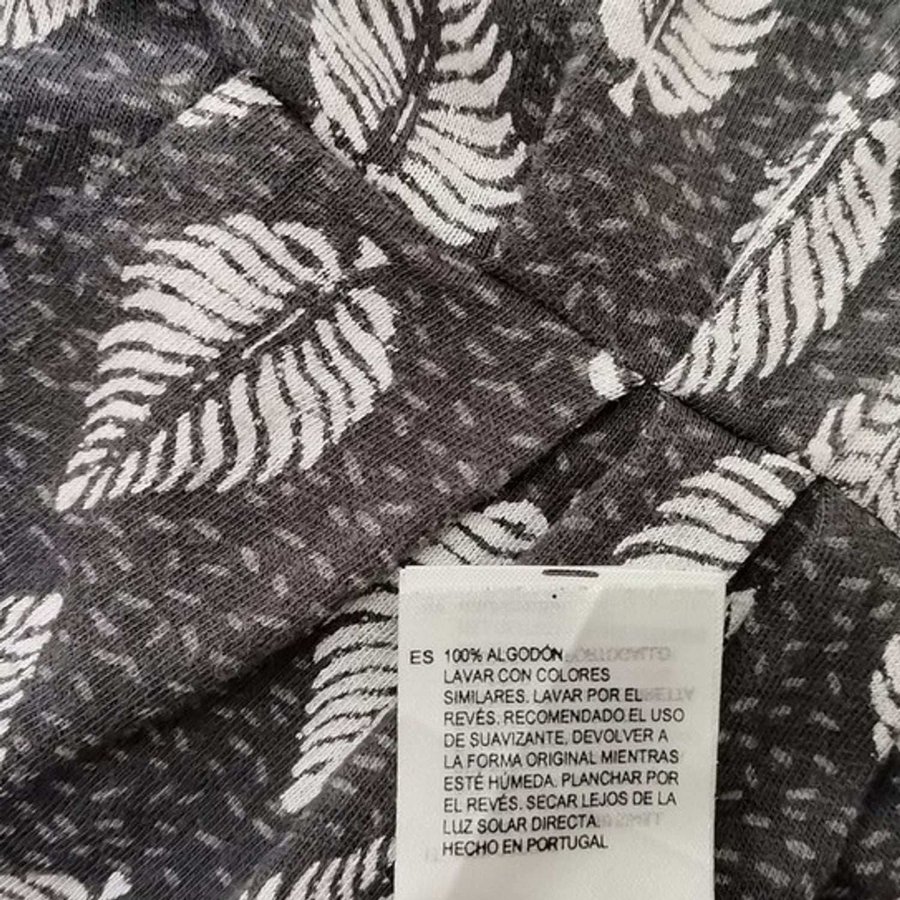 ES 100% ALGODÓN
LAVAR CON COLORES
SIMILARES. LAVAR POR EL
REVÉS. RECOMENDADO EL USO
DE SUAVIZANTE, DEVOLVER A
LA FORMA ORIGINAL MIENTRAS
ESTÉ HÚMEDA. PLANCHAR POR
EL REVÉS. SECAR LEJOS DE LA
LUZ SOLAR DIRECTA.
HECHO EN PORTUGAL